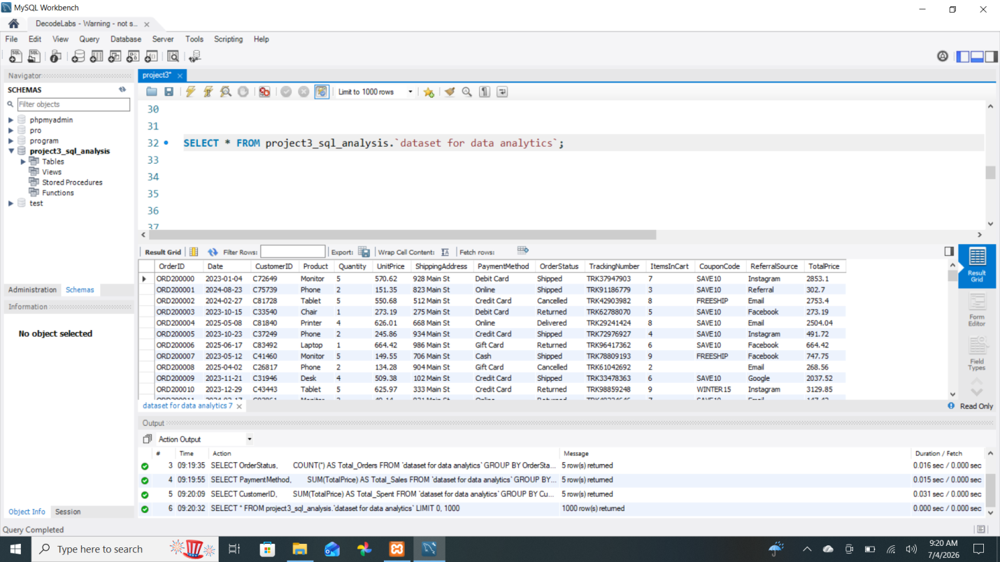 MySQL Workbench
DecodeLabs - Warning - not s...
File Edit View Query Database Server Tools Scripting Help
Navigator
SCHEMAS
Filter objects
phpmyadmin
pro
program
project3_sql_analysis
Tables
Views
Stored Procedures
Functions
test
Administration Schemas
Information
No object selected
Object Info Session
project3*
Limit to 1000 rows
30
31
32 SELECT * FROM project3_sql_analysis.`dataset for data analytics`;
33
34
35
36
37
Result Grid Filter Rows: Export: Wrap Cell Content: Fetch rows:
OrderID Date CustomerID Product Quantity UnitPrice ShippingAddress PaymentMethod OrderStatus TrackingNumber ItemsInCart CouponCode ReferralSource TotalPrice
ORD200000 2023-01-04 C72649 Monitor 5 570.62 928 Main St Debit Card Shipped TRK37947903 7 SAVE10 Instagram 2853.1
ORD200001 2024-08-23 C75739 Phone 2 151.35 823 Main St Online Shipped TRK91186779 3 SAVE10 Referral 302.7
ORD200002 2024-02-27 C81728 Tablet 5 550.68 512 Main St Credit Card Cancelled TRK42903982 8 FREESHIP Email 2753.4
ORD200003 2023-10-15 C33540 Chair 1 273.19 275 Main St Debit Card Returned TRK62788070 5 SAVE10 Facebook 273.19
ORD200004 2025-05-08 C81840 Printer 4 626.01 668 Main St Online Delivered TRK29241424 8 SAVE10 Email 2504.04
ORD200005 2023-10-23 C37249 Phone 2 245.86 934 Main St Credit Card Shipped TRK72976927 4 SAVE10 Instagram 491.72
ORD200006 2025-06-17 C83492 Laptop 1 664.42 986 Main St Gift Card Returned TRK96417362 6 SAVE10 Facebook 664.42
ORD200007 2023-05-12 C41460 Monitor 5 149.55 706 Main St Cash Shipped TRK78809193 9 FREESHIP Facebook 747.75
ORD200008 2025-04-02 C26817 Phone 2 134.28 904 Main St Gift Card Cancelled TRK61042692 2 Email 268.56
ORD200009 2023-11-21 C31946 Desk 4 509.38 102 Main St Credit Card Shipped TRK33478363 6 SAVE10 Google 2037.52
ORD200010 2023-12-29 C43443 Tablet 5 625.97 333 Main St Credit Card Returned TRK98859248 9 WINTER15 Instagram 3129.85
Result Grid
Form Editor
Field Types
dataset for data analytics 7
Read Only
Output
Action Output
# Time Action Message Duration / Fetch
3 09:19:35 SELECT OrderStatus, COUNT(*) AS Total_Orders FROM `dataset for data analytics` GROUP BY OrderSta... 5 row(s) returned 0.016 sec / 0.000 sec
4 09:19:55 SELECT PaymentMethod, SUM(TotalPrice) AS Total_Sales FROM `dataset for data analytics` GROUP BY... 5 row(s) returned 0.015 sec / 0.000 sec
5 09:20:09 SELECT CustomerID, SUM(TotalPrice) AS Total_Spent FROM `dataset for data analytics` GROUP BY Cu... 5 row(s) returned 0.031 sec / 0.000 sec
6 09:20:32 SELECT * FROM project3_sql_analysis.`dataset for data analytics` LIMIT 0, 1000 1000 row(s) returned 0.000 sec / 0.000 sec
Query Completed
Type here to search
9:20 AM
7/4/2026